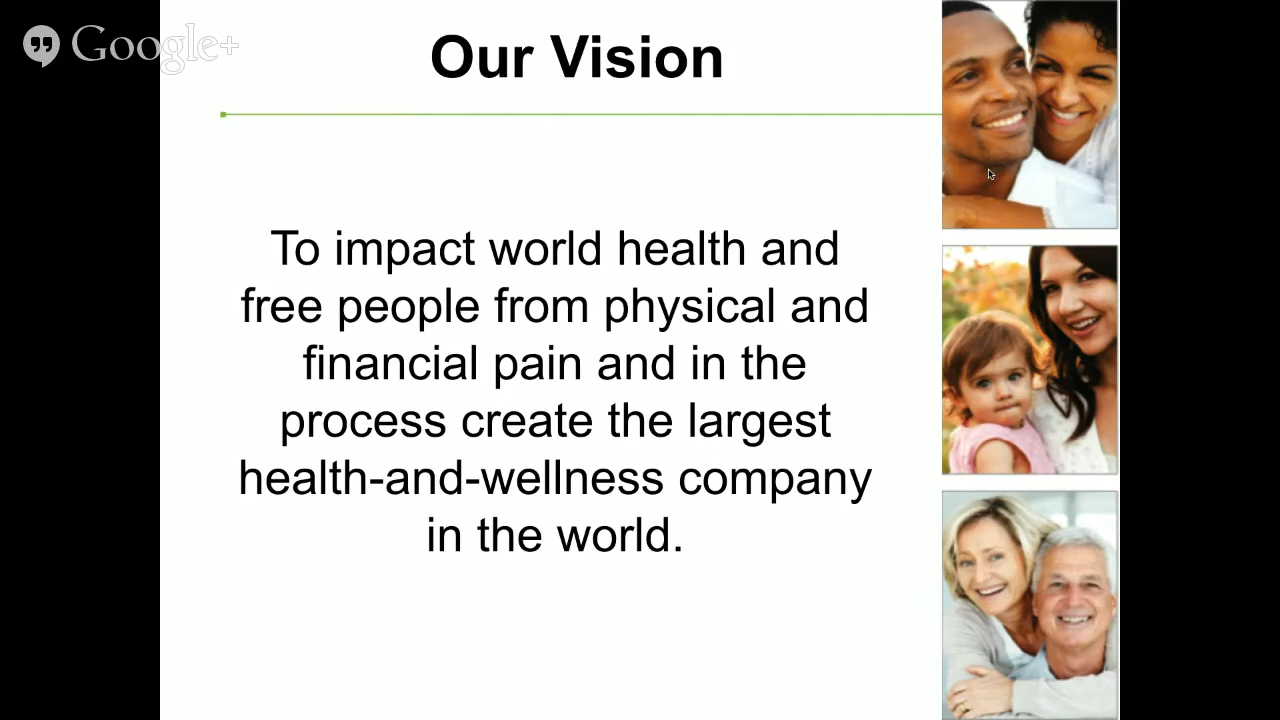 Google+
Our Vision
To impact world health and
free people from physical and
financial pain and in the
process create the largest
health-and-wellness company
in the world.